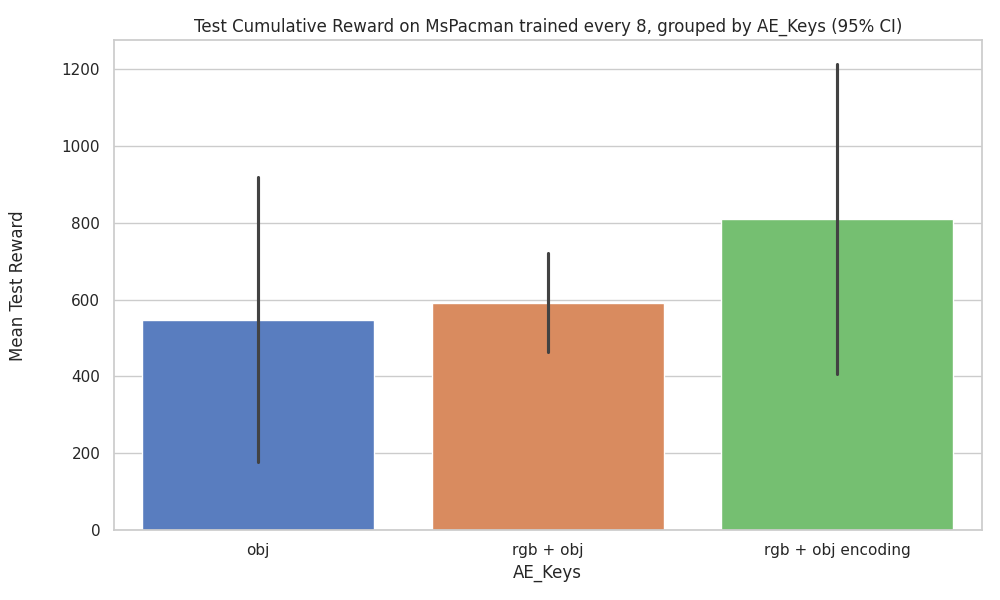 Test Cumulative Reward on MsPacman trained every 8, grouped by AE_Keys (95% CI)
Mean Test Reward
1200
1000
800
600
400
200
0
obj
rgb + obj
rgb + obj encoding
AE_Keys